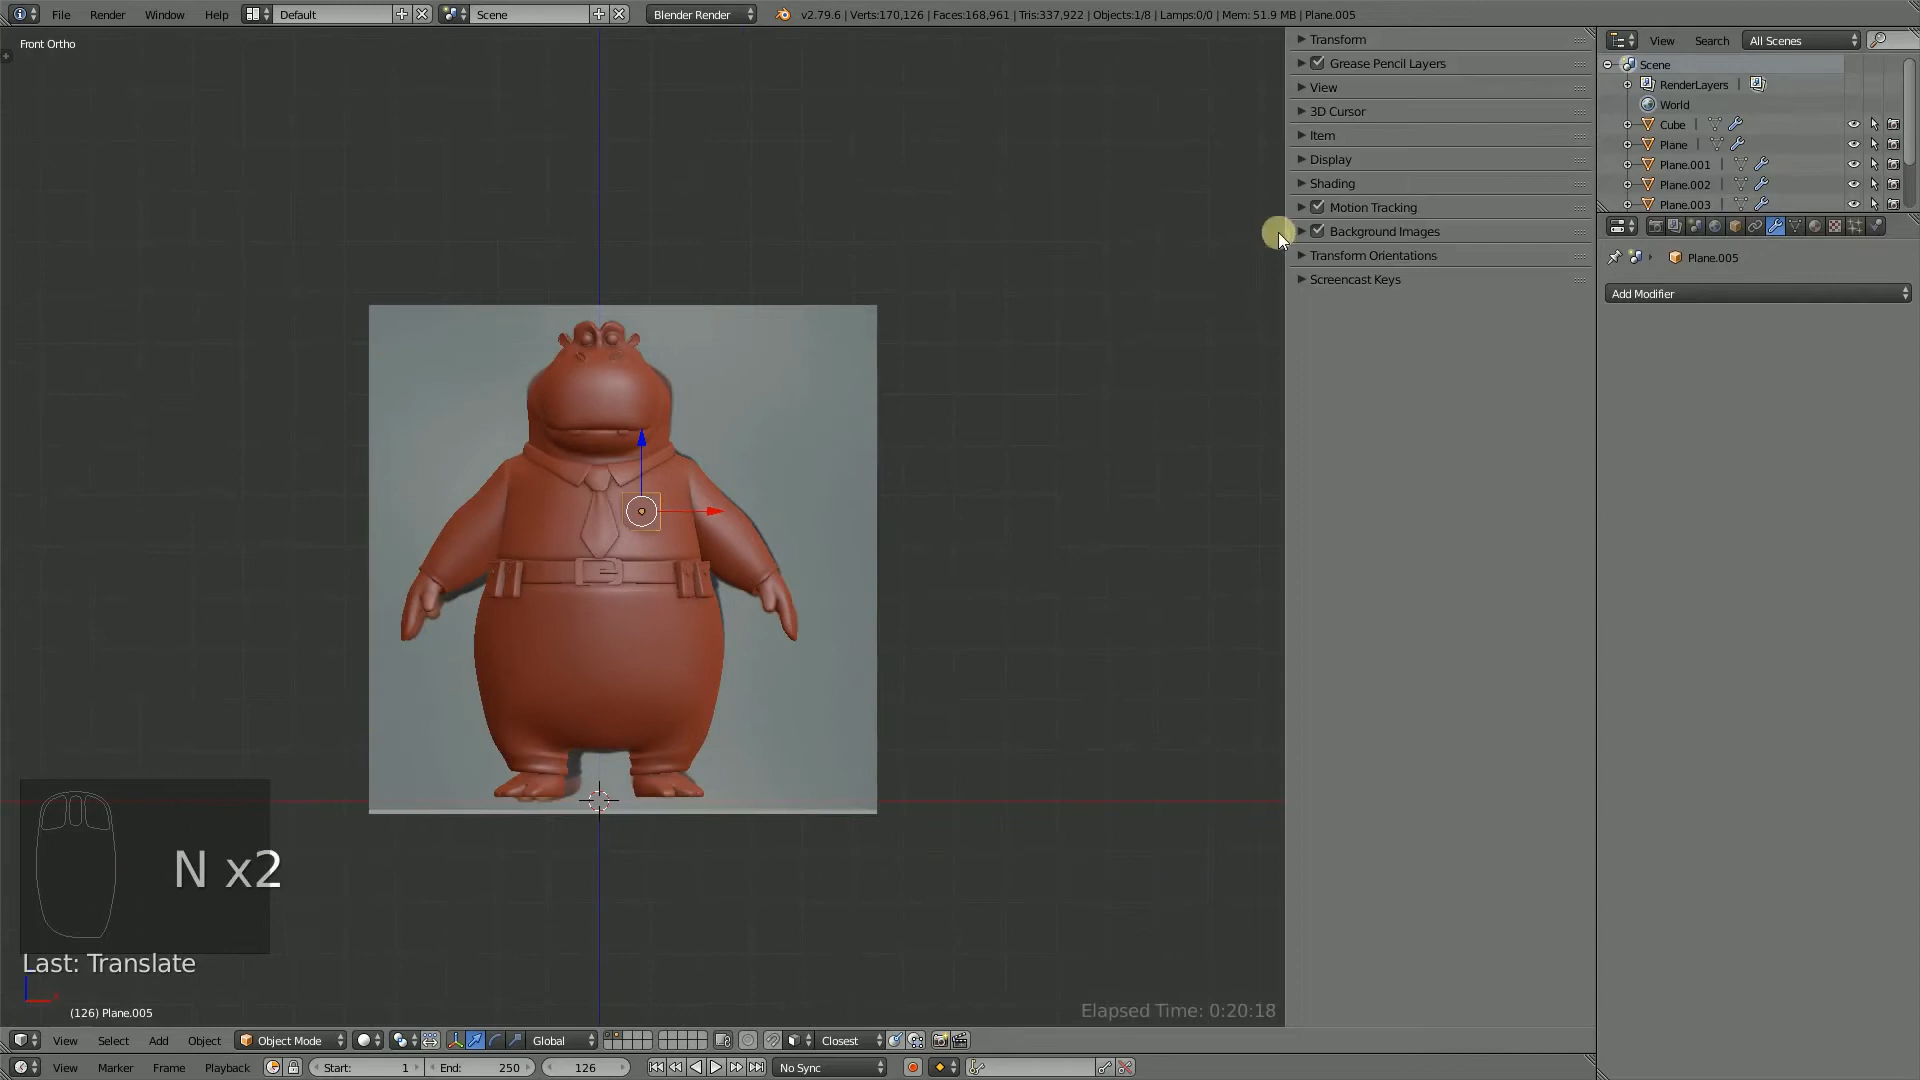 File Render Window Help Default Scene Blender Render v2.79.6 | Verts:170,126 | Faces:168,961 | Tris:337,922 | Objects:1/8 | Lamps:0/0 | Mem: 51.9 MB | Plane.005
Front Ortho
Transform
Grease Pencil Layers
View
3D Cursor
Item
Display
Shading
Motion Tracking
Background Images
Transform Orientations
Screencast Keys
View Search All Scenes
Scene
RenderLayers |
World
Cube |
Plane |
Plane.001 |
Plane.002 |
Plane.003 |
Plane.005
Add Modifier
N x2
Last: Translate
(126) Plane.005
Elapsed Time: 0:20:18
View Select Add Object Object Mode Global Closest
View Marker Frame Playback Start: 1 End: 250 126 No Sync